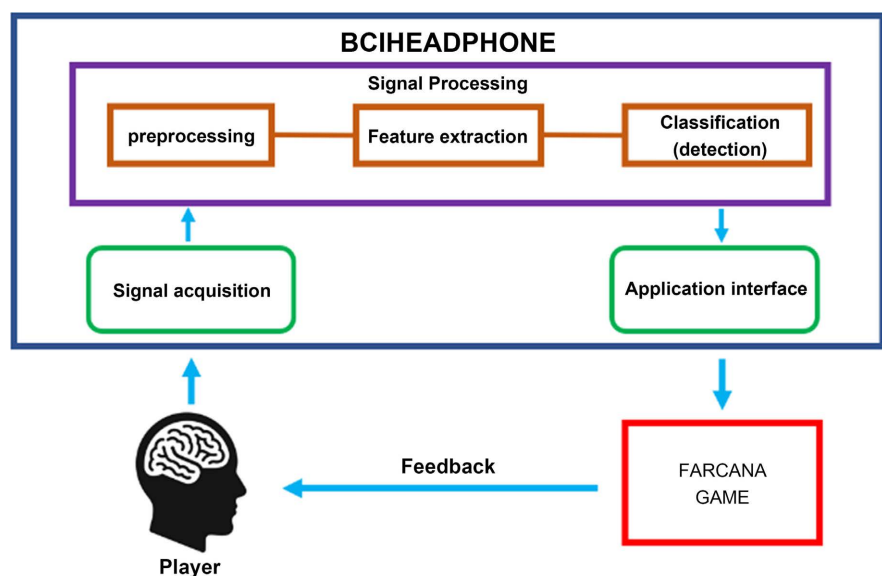 BCIHEADPHONE
Signal Processing
preprocessing
Feature extraction
Classification
(detection)
Signal acquisition
Application interface
Feedback
FARCANA
GAME
Player